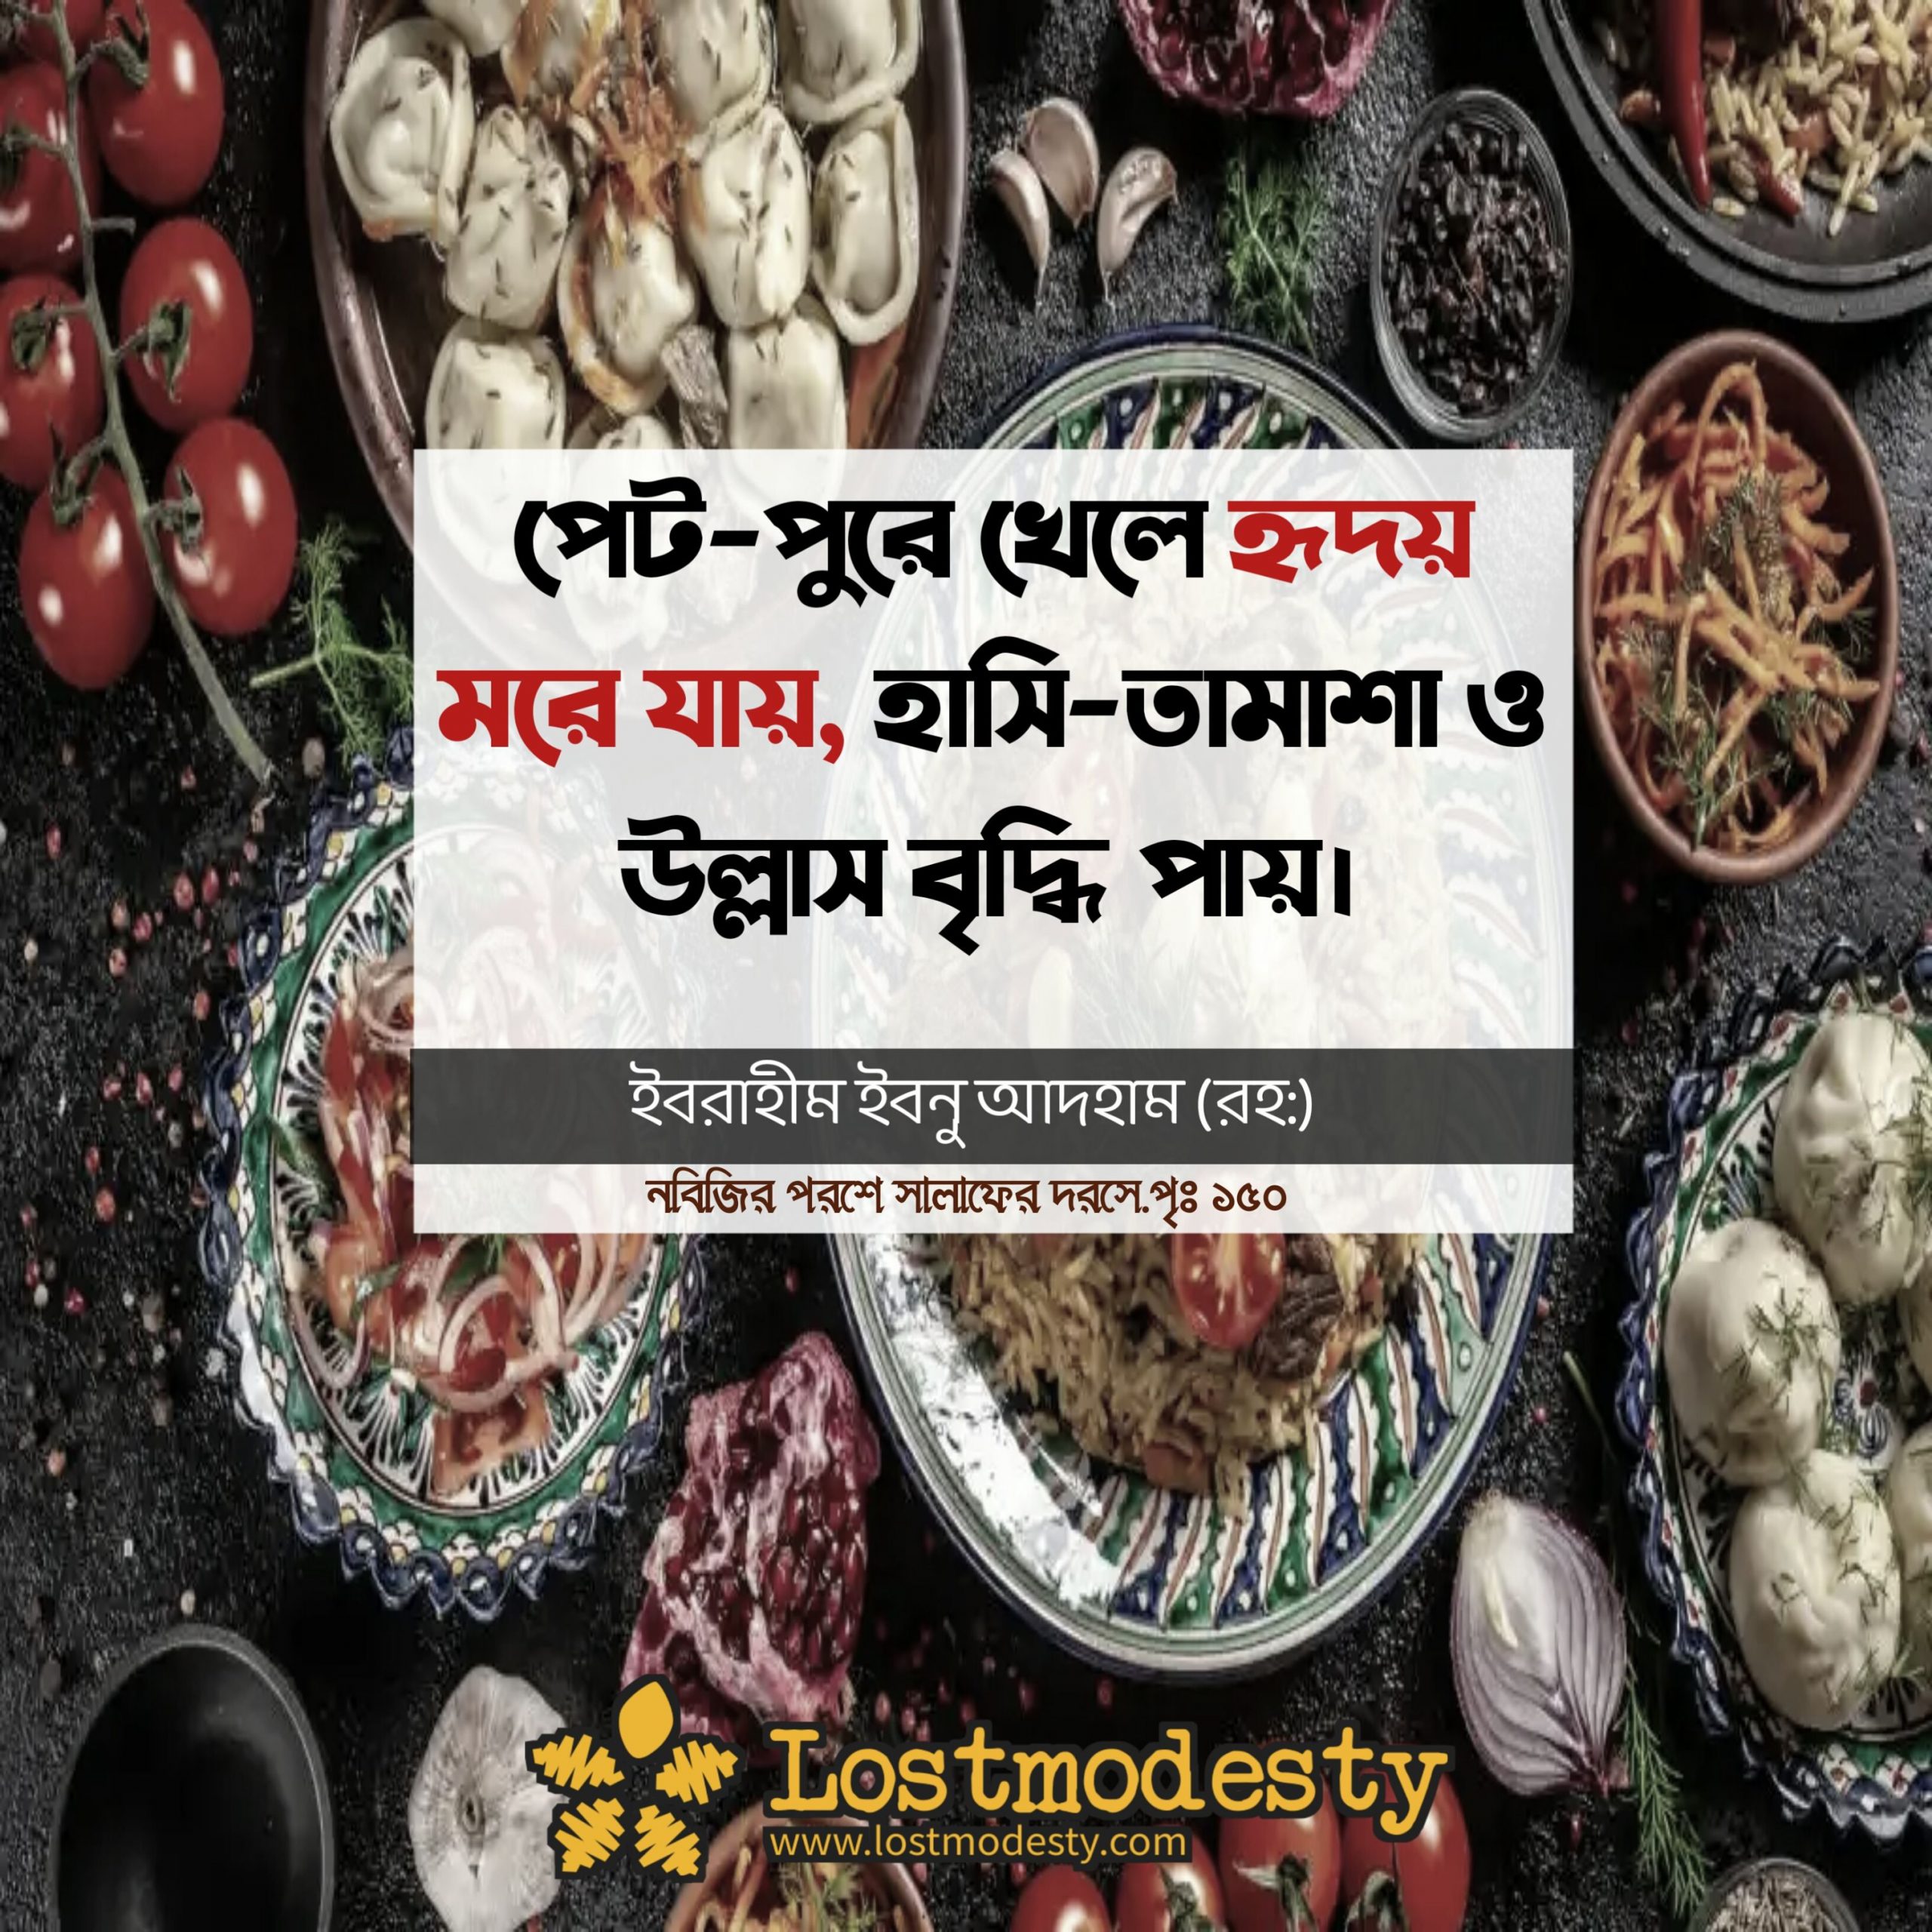 পেট-পুরে খেলে হৃদয়
মরে যায়, হাসি-তামাশা ও
উল্লাস বৃদ্ধি পায়।
ইবরাহীম ইবনু আদহাম (রহ:)
নবিজির পরশে সালাফের দরসে.পৃঃ ১৫০
Lostmodesty
www.lostmodesty.com